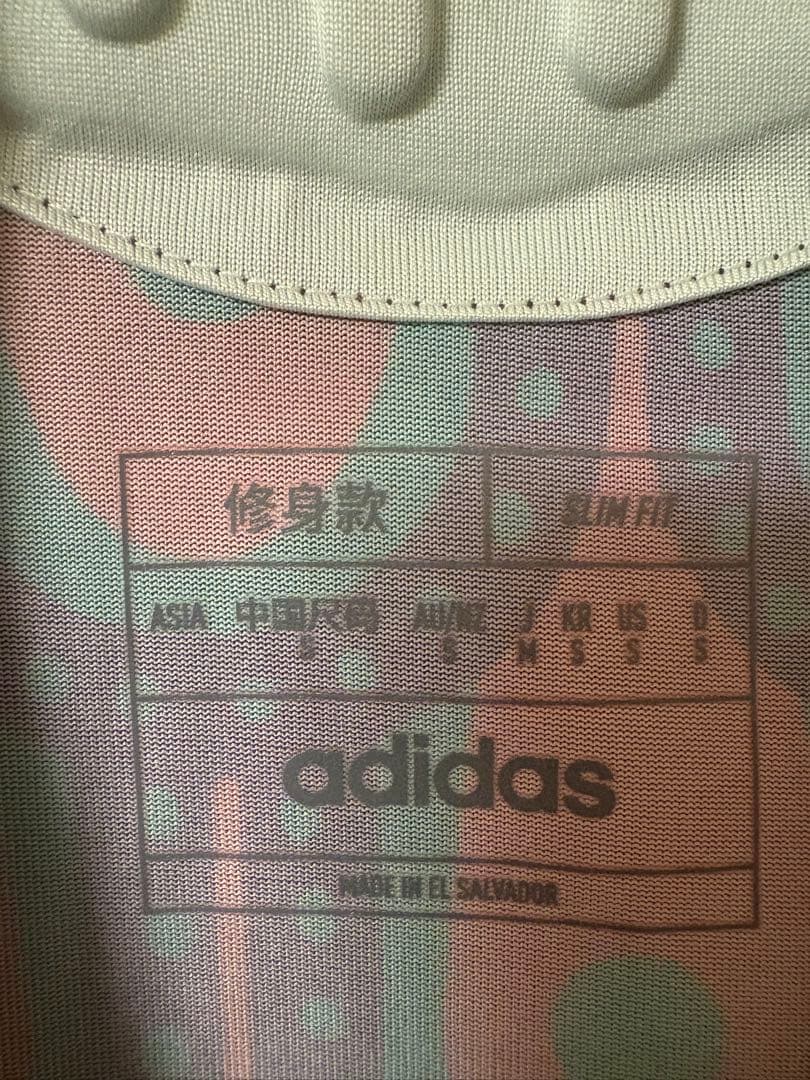 修身款 SLIM FIT
ASIA 中国尺码 AU/NZ J KR US D
S S M S S S
adidas
MADE IN EL SALVADOR